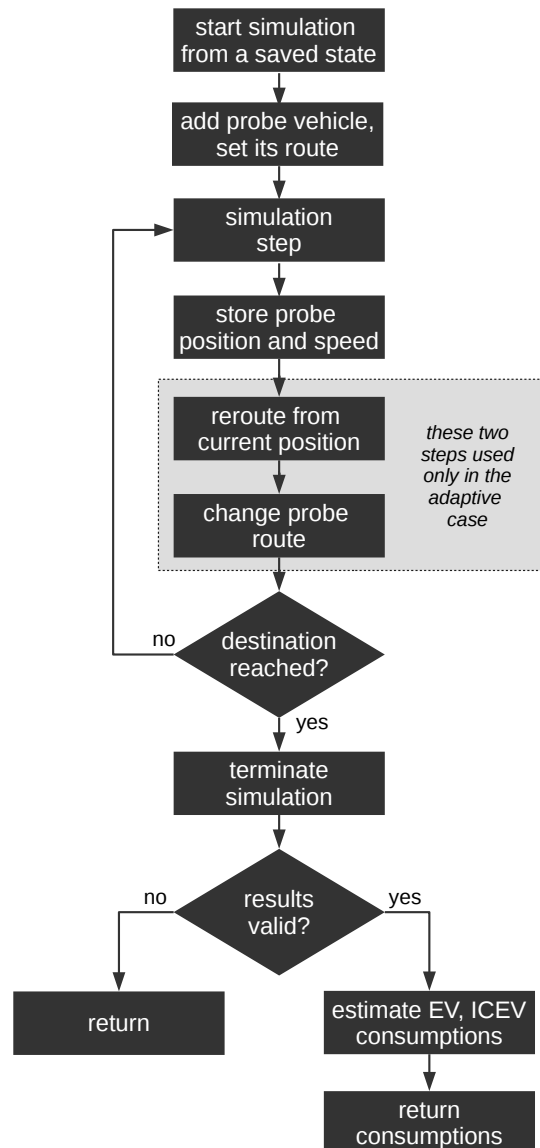 start simulation
from a saved state
add probe vehicle,
set its route
simulation
step
store probe
position and speed
reroute from
current position
these two
steps used
only in the
adaptive
case
change probe
route
no
destination
reached?
yes
terminate
simulation
no
results
valid?
yes
return
estimate EV, ICEV
consumptions
return
consumptions